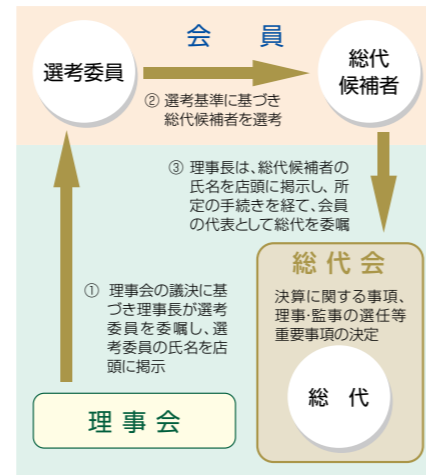 会 員
選考委員
総代
候補者
② 選考基準に基づき
総代候補者を選考
③ 理事長は、総代候補者の
氏名を店頭に掲示し、所
定の手続きを経て、会員
の代表として総代を委嘱
① 理事会の議決に基
づき理事長が選考
委員を委嘱し、選
考委員の氏名を店
頭に掲示
総代会
決算に関する事項、
理事・監事の選任等
重要事項の決定
総 代
理事会